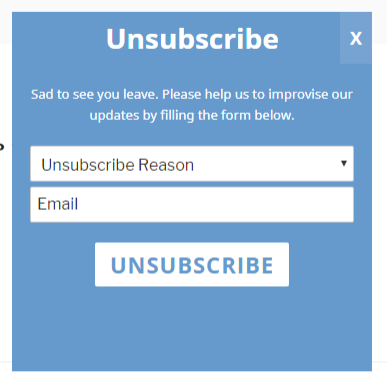 Unsubscribe
X
Sad to see you leave. Please help us to improvise our
updates by filling the form below.
Unsubscribe Reason
Email
UNSUBSCRIBE